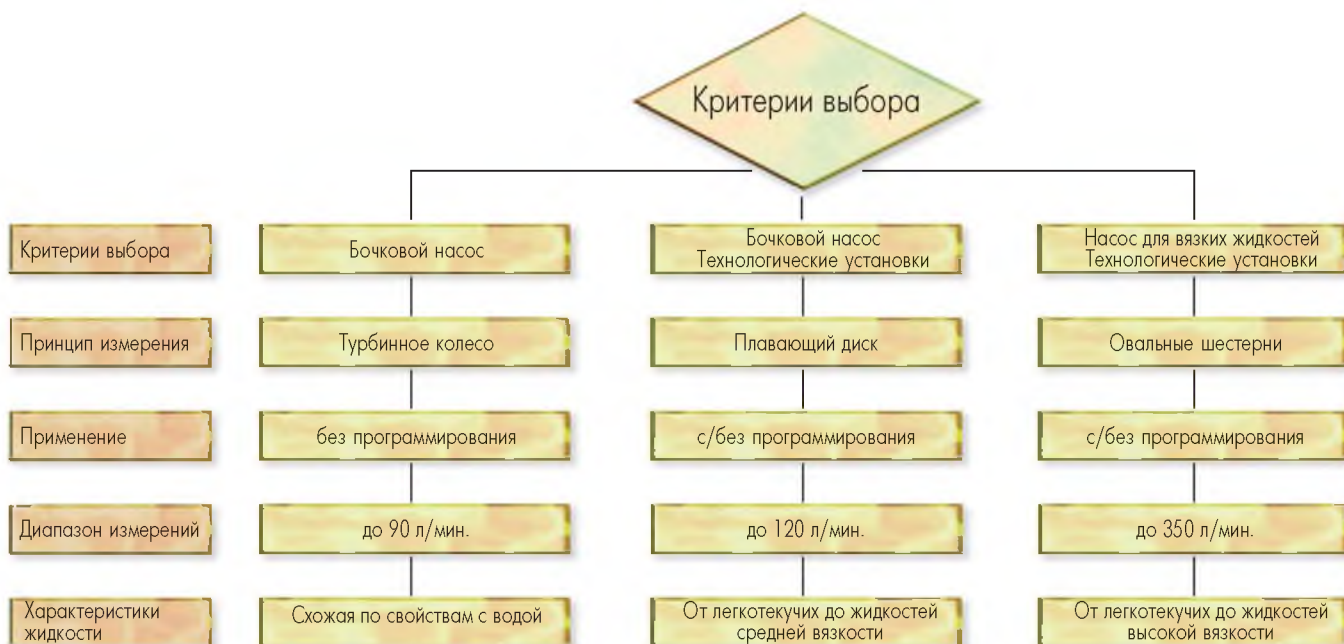 Критерии выбора
Критерии выбора
Бочковой насос
Бочковой насос
Технологические установки
Насос для вязких жидкостей
Технологические установки
Принцип измерения
Турбинное колесо
Плавающий диск
Овальные шестерни
Применение
без программирования
с/без программирования
с/без программирования
Диапазон измерений
до 90 л/мин.
до 120 л/мин.
до 350 л/мин.
Характеристики
жидкости
Схожая по свойствам с водой
От легкотекучих до жидкостей
средней вязкости
От легкотекучих до жидкостей
высокой вязкости